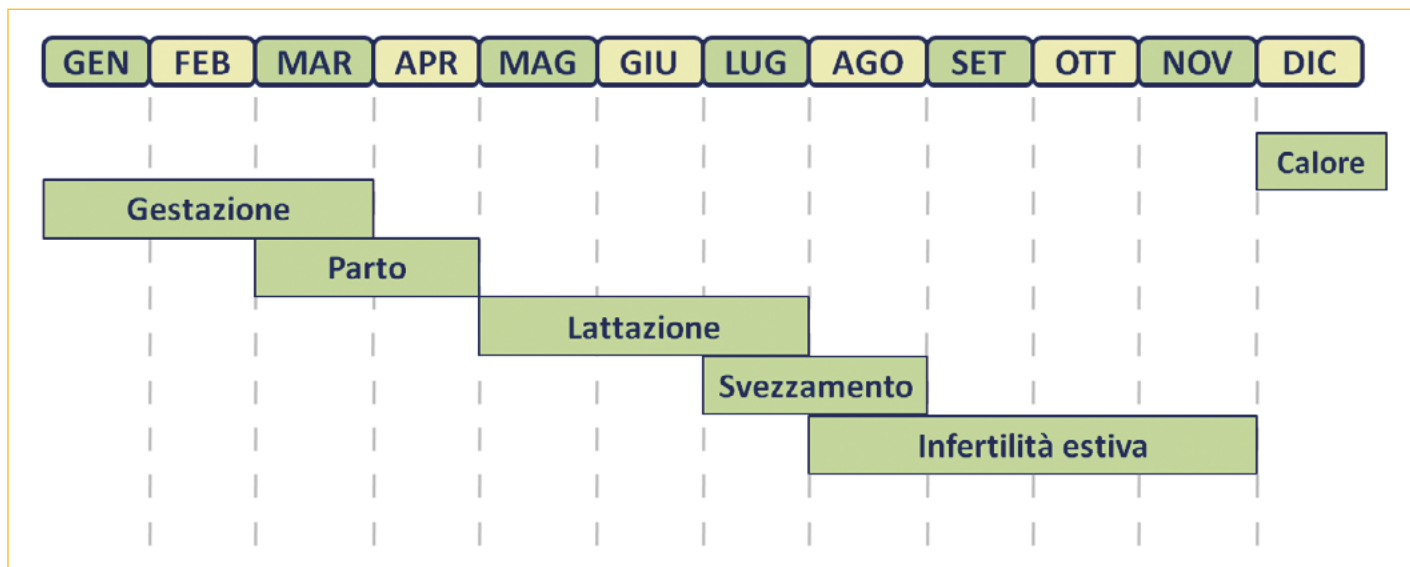 GEN FEB MAR APR MAG GIU LUG AGO SET OTT NOV DIC
Calore
Gestazione
Parto
Lattazione
Svezzamento
Infertilità estiva